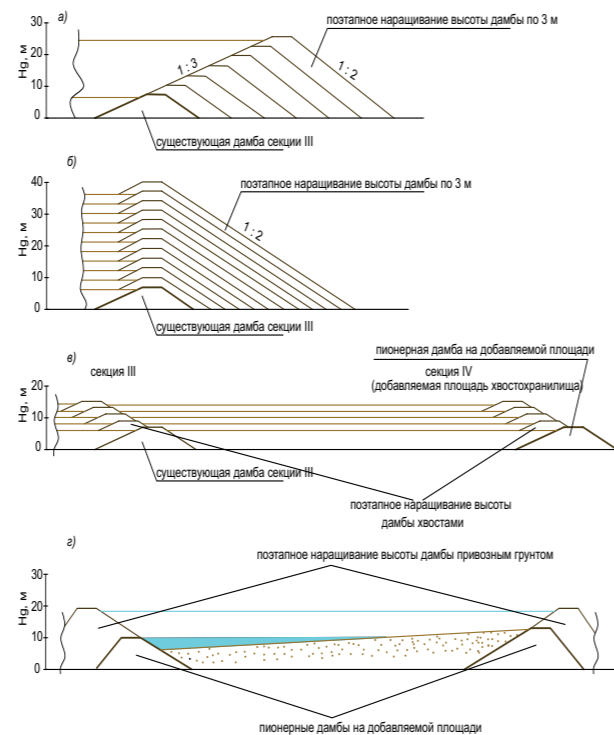 а)
поэтапное наращивание высоты дамбы по 3 м
Hg, м
30
20
10
0
1 : 3
1 : 2
существующая дамба секции III
б)
поэтапное наращивание высоты дамбы по 3 м
Hg, м
40
30
20
10
0
1 : 2
существующая дамба секции III
пионерная дамба на добавляемой площади
в)
секция III
секция IV
(добавляемая площадь хвостохранилища)
Hg, м
20
10
0
существующая дамба секции III
поэтапное наращивание высоты
дамбы хвостами
г)
поэтапное наращивание высоты дамбы привозным грунтом
Hg, м
30
20
10
0
пионерные дамбы на добавляемой площади